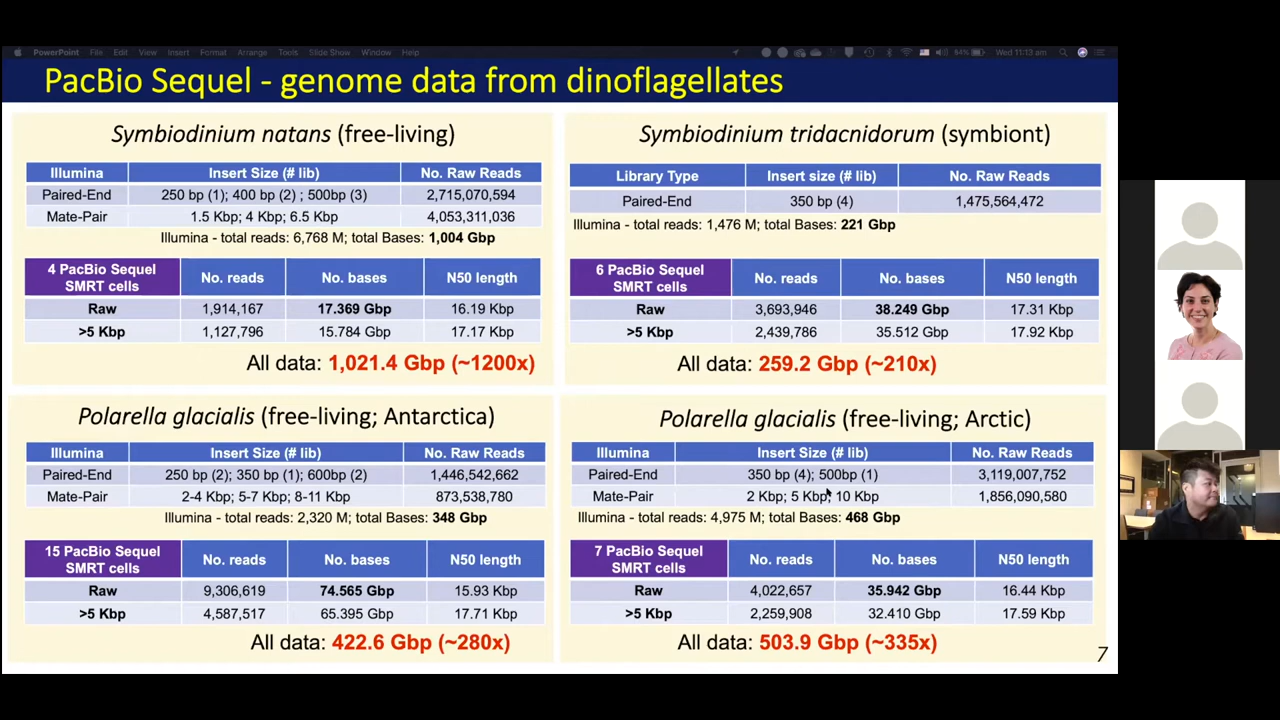 PowerPoint File Edit View Insert Format Arrange Tools Slide Show Window Help 94% Wed 11:13 am
PacBio Sequel - genome data from dinoflagellates
Symbiodinium natans (free-living)
Illumina Insert Size (# lib) No. Raw Reads
Paired-End 250 bp (1); 400 bp (2) ; 500bp (3) 2,715,070,594
Mate-Pair 1.5 Kbp; 4 Kbp; 6.5 Kbp 4,053,311,036
Illumina - total reads: 6,768 M; total Bases: 1,004 Gbp
4 PacBio Sequel SMRT cells No. reads No. bases N50 length
Raw 1,914,167 17.369 Gbp 16.19 Kbp
>5 Kbp 1,127,796 15.784 Gbp 17.17 Kbp
All data: 1,021.4 Gbp (~1200x)
Symbiodinium tridacnidorum (symbiont)
Library Type Insert size (# lib) No. Raw Reads
Paired-End 350 bp (4) 1,475,564,472
Illumina - total reads: 1,476 M; total Bases: 221 Gbp
6 PacBio Sequel SMRT cells No. reads No. bases N50 length
Raw 3,693,946 38.249 Gbp 17.31 Kbp
>5 Kbp 2,439,786 35.512 Gbp 17.92 Kbp
All data: 259.2 Gbp (~210x)
Polarella glacialis (free-living; Antarctica)
Illumina Insert Size (# lib) No. Raw Reads
Paired-End 250 bp (2); 350 bp (1); 600bp (2) 1,446,542,662
Mate-Pair 2-4 Kbp; 5-7 Kbp; 8-11 Kbp 873,538,780
Illumina - total reads: 2,320 M; total Bases: 348 Gbp
15 PacBio Sequel SMRT cells No. reads No. bases N50 length
Raw 9,306,619 74.565 Gbp 15.93 Kbp
>5 Kbp 4,587,517 65.395 Gbp 17.71 Kbp
All data: 422.6 Gbp (~280x)
Polarella glacialis (free-living; Arctic)
Illumina Insert Size (# lib) No. Raw Reads
Paired-End 350 bp (4); 500bp (1) 3,119,007,752
Mate-Pair 2 Kbp; 5 Kbp; 10 Kbp 1,856,090,580
Illumina - total reads: 4,975 M; total Bases: 468 Gbp
7 PacBio Sequel SMRT cells No. reads No. bases N50 length
Raw 4,022,657 35.942 Gbp 16.44 Kbp
>5 Kbp 2,259,908 32.410 Gbp 17.59 Kbp
All data: 503.9 Gbp (~335x)
7